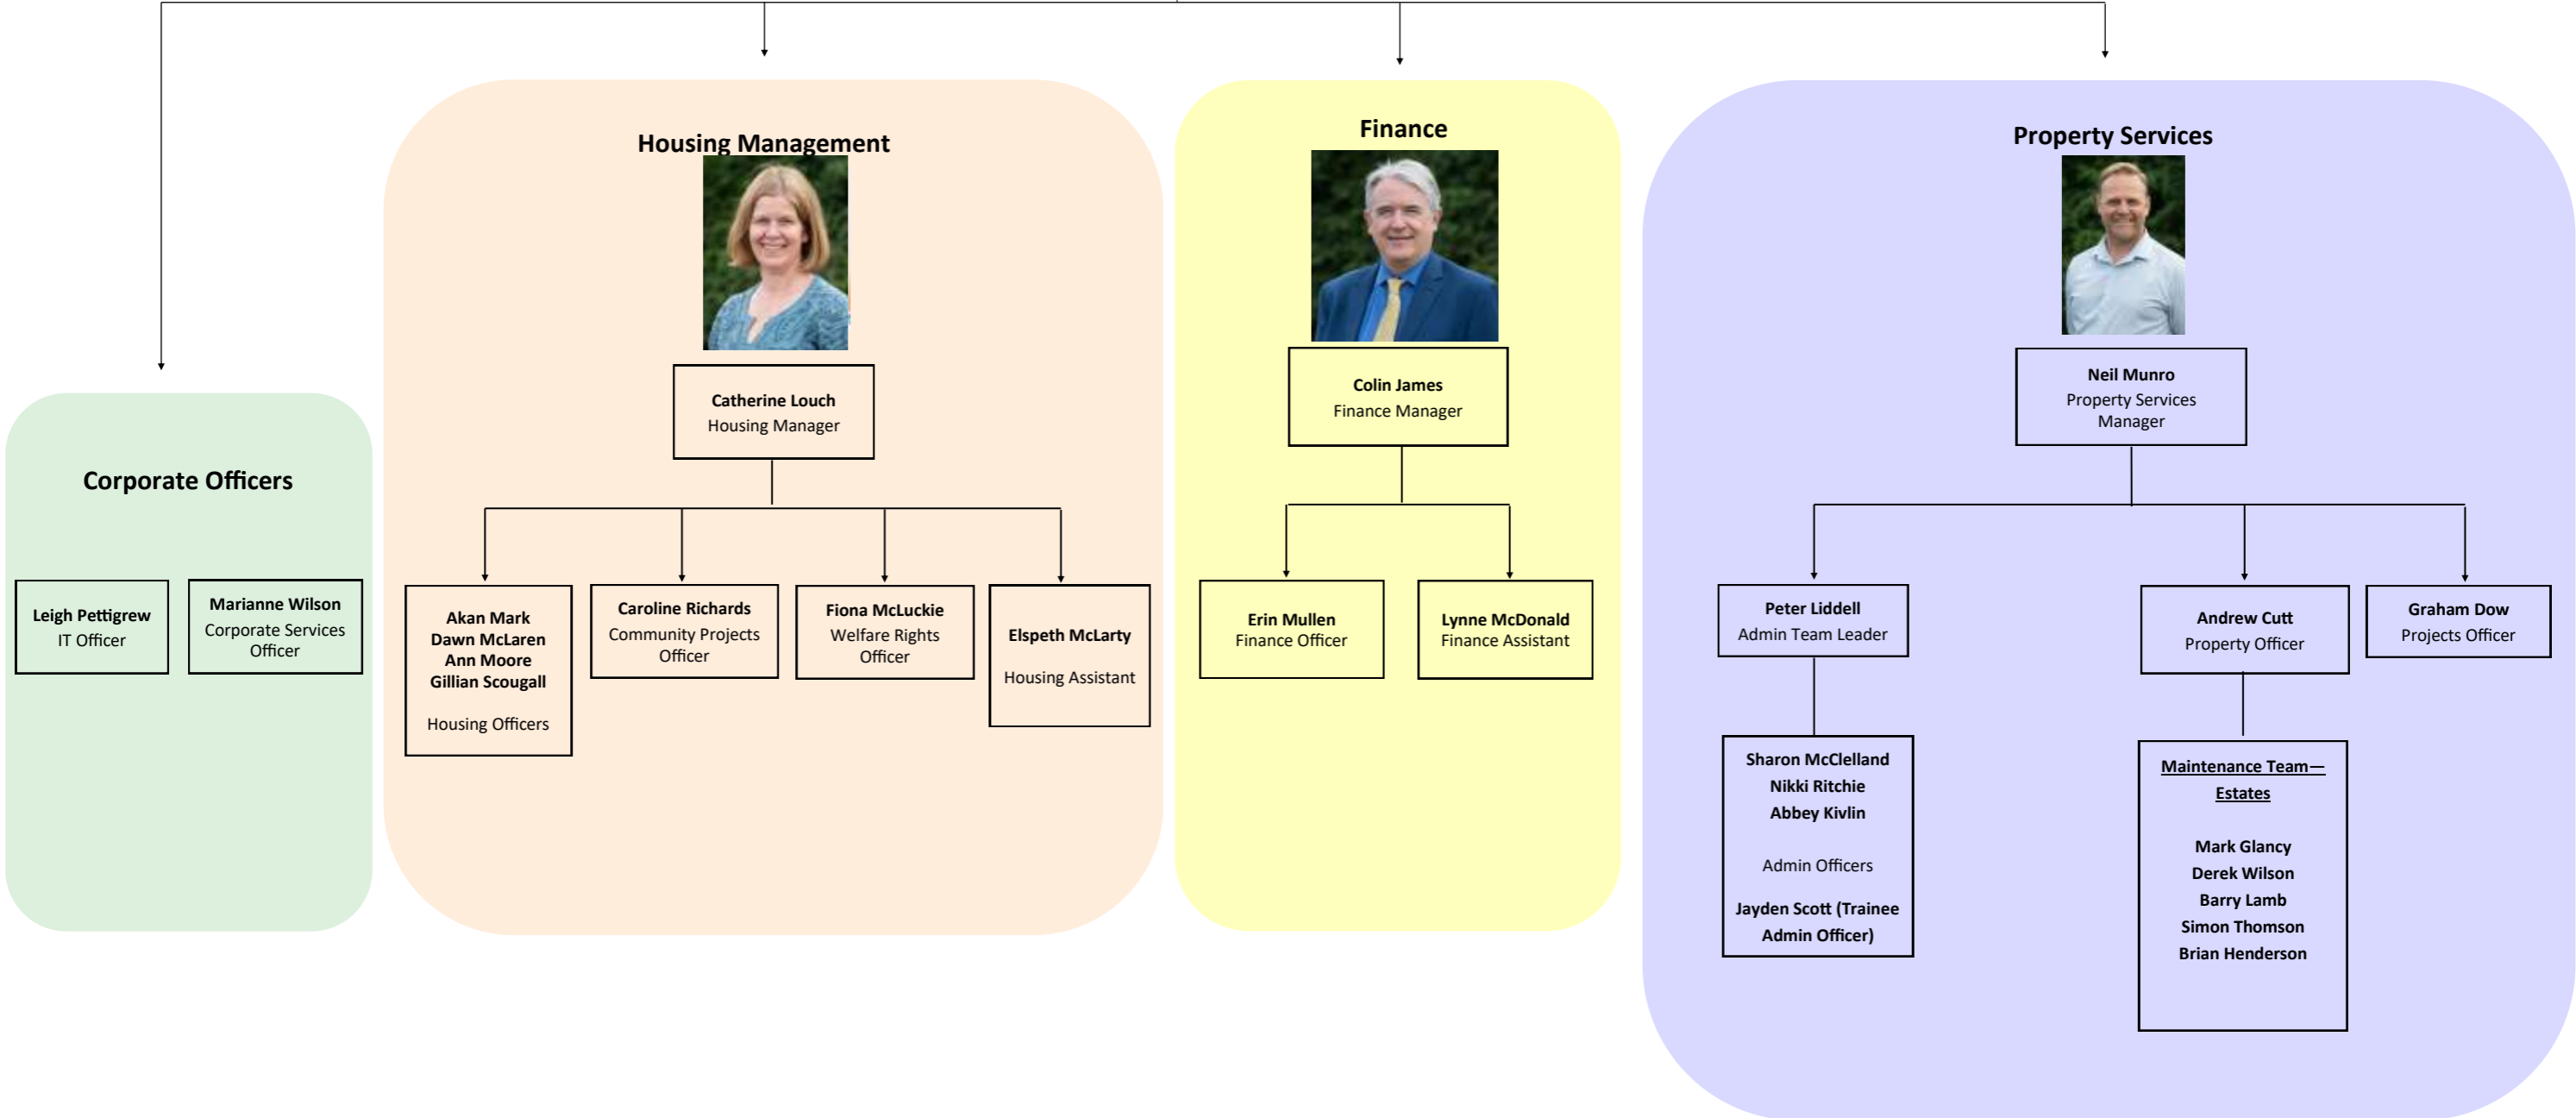 Corporate Officers
Leigh Pettigrew
IT Officer
Marianne Wilson
Corporate Services
Officer
Housing Management
Catherine Louch
Housing Manager
Akan Mark
Dawn McLaren
Ann Moore
Gillian Scougall
Housing Officers
Caroline Richards
Community Projects
Officer
Fiona McLuckie
Welfare Rights
Officer
Elspeth McLarty
Housing Assistant
Finance
Colin James
Finance Manager
Erin Mullen
Finance Officer
Lynne McDonald
Finance Assistant
Property Services
Neil Munro
Property Services
Manager
Peter Liddell
Admin Team Leader
Sharon McClelland
Nikki Ritchie
Abbey Kivlin
Admin Officers
Jayden Scott (Trainee
Admin Officer)
Andrew Cutt
Property Officer
Maintenance Team—
Estates
Mark Glancy
Derek Wilson
Barry Lamb
Simon Thomson
Brian Henderson
Graham Dow
Projects Officer